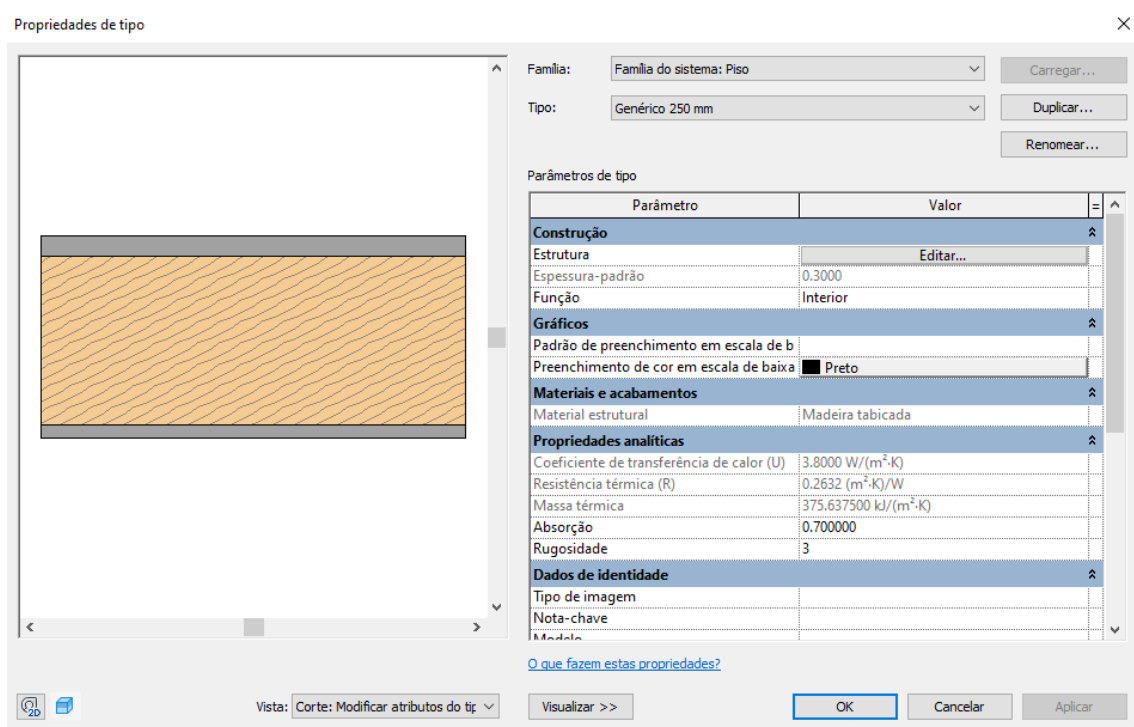 Propriedades de tipo
Família: Família do sistema: Piso Carregar...
Tipo: Genérico 250 mm Duplicar...
Renomear...
Parâmetros de tipo
Parâmetro Valor =
Construção
Estrutura Editar...
Espessura-padrão 0.3000
Função Interior
Gráficos
Padrão de preenchimento em escala de b
Preenchimento de cor em escala de baixa Preto
Materiais e acabamentos
Material estrutural Madeira tabicada
Propriedades analíticas
Coeficiente de transferência de calor (U) 3.8000 W/(m²·K)
Resistência térmica (R) 0.2632 (m²·K)/W
Massa térmica 375.637500 kJ/(m²·K)
Absorção 0.700000
Rugosidade 3
Dados de identidade
Tipo de imagem
Nota-chave
Modelo
O que fazem estas propriedades?
2D Vista: Corte: Modificar atributos do tip Visualizar >> OK Cancelar Aplicar